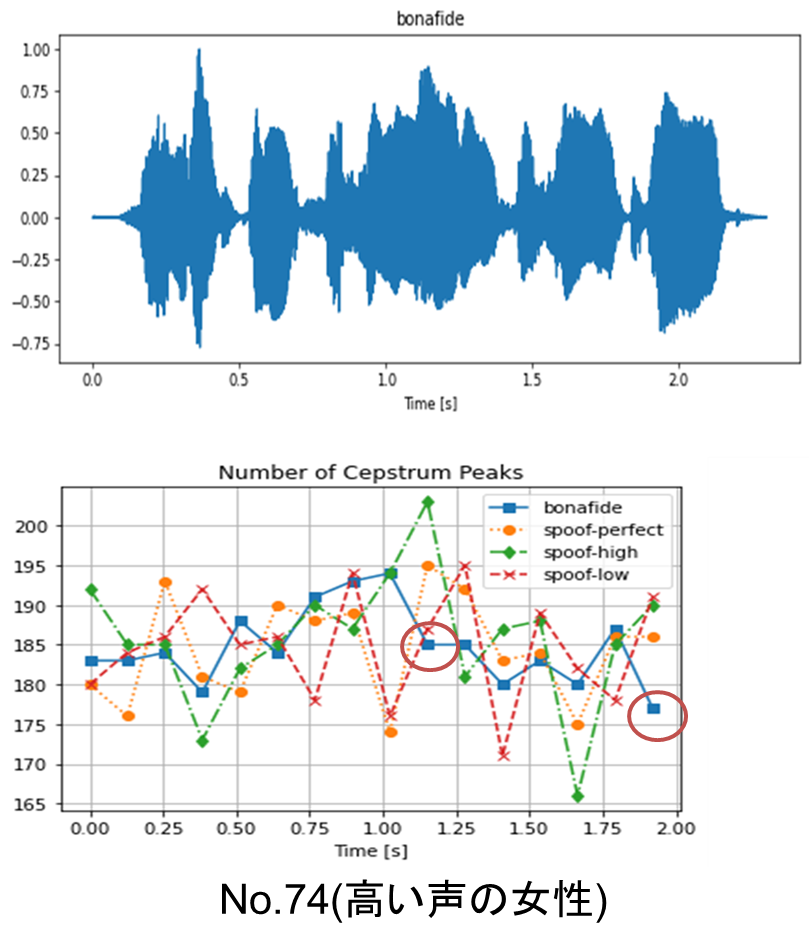 bonafide
1.00
0.75
0.50
0.25
0.00
−0.25
−0.50
−0.75
0.0 0.5 1.0 1.5 2.0
Time [s]
Number of Cepstrum Peaks
bonafide
spoof-perfect
spoof-high
spoof-low
200
195
190
185
180
175
170
165
0.00 0.25 0.50 0.75 1.00 1.25 1.50 1.75 2.00
Time [s]
No.74(高い声の女性)